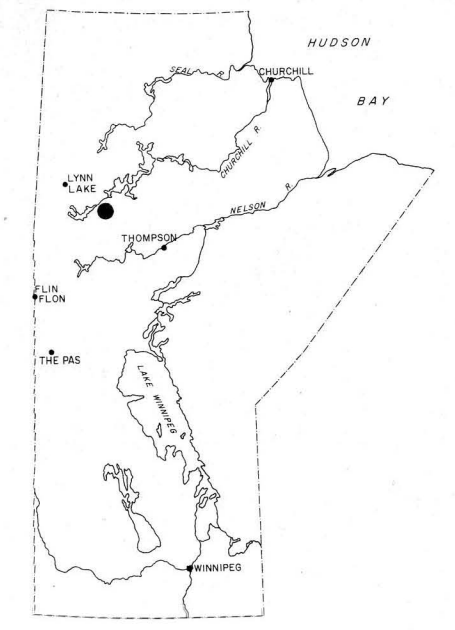 HUDSON
BAY
SEAL R.
CHURCHILL
CHURCHILL R.
LYNN
LAKE
NELSON R.
THOMPSON
FLIN
FLON
THE PAS
LAKE WINNIPEG
WINNIPEG